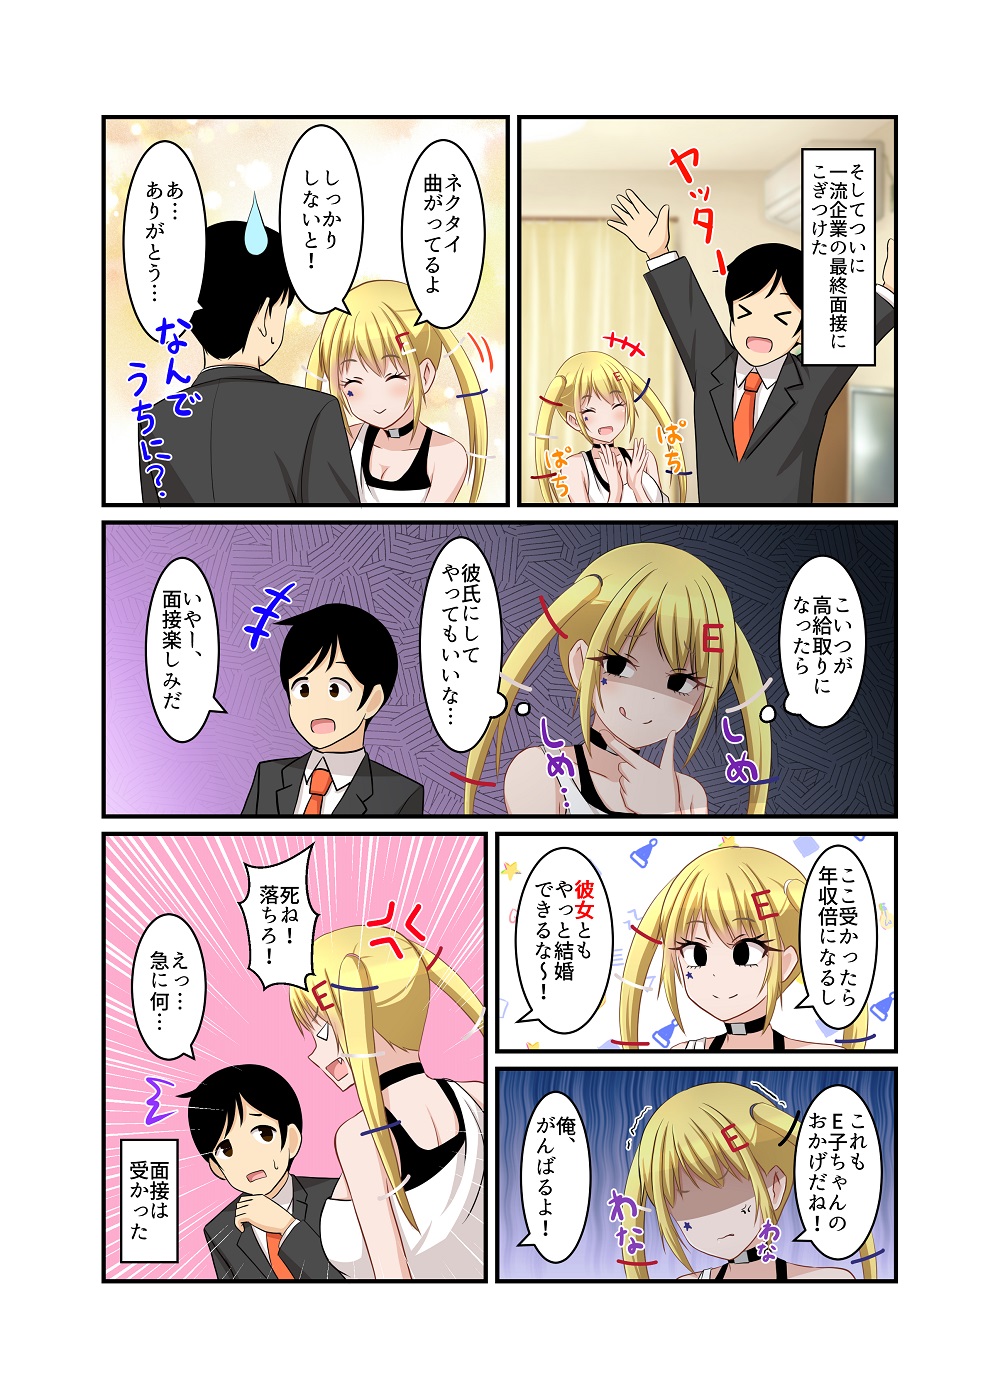 そしてついに
一流企業の最終面接に
こぎつけた
ヤッター
E
ぱち
ぱち
ネクタイ
曲がってるよ
しっかり
しないと！
あ…
ありがとう…
E
なんで
うちに？
こいつが
高給取りに
なったら
彼氏にして
やってもいいな…
E
しめ
しめ…
いやー、
面接楽しみだ
ここ受かったら
年収倍になるし
彼女とも
やっと結婚
できるな～！
E
これも
E子ちゃんの
おかげだね！
俺、
がんばるよ！
E
わな
わな
死ね！
落ちろ！
E
えっ…
急に何…
面接は
受かった